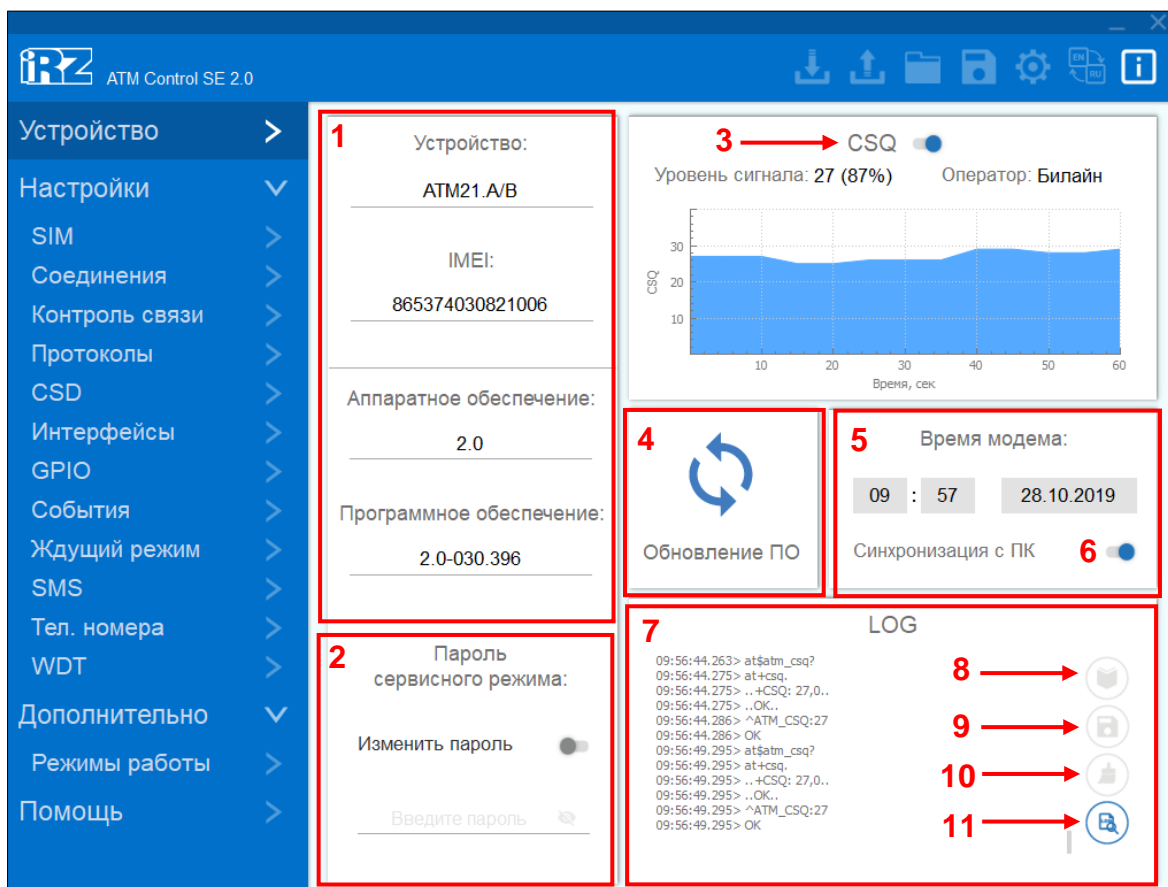 iRZ ATM Control SE 2.0
EN
RU
i
Устройство
Настройки
SIM
Соединения
Контроль связи
Протоколы
CSD
Интерфейсы
GPIO
События
Ждущий режим
SMS
Тел. номера
WDT
Дополнительно
Режимы работы
Помощь
1
Устройство:
ATM21.A/B
IMEI:
865374030821006
Аппаратное обеспечение:
2.0
Программное обеспечение:
2.0-030.396
2
Пароль
сервисного режима:
Изменить пароль
Введите пароль
3
CSQ
Уровень сигнала: 27 (87%) Оператор: Билайн
CSQ
30
20
10
10 20 30 40 50 60
Время, сек
4
Обновление ПО
5
Время модема:
09 : 57 28.10.2019
Синхронизация с ПК 6
7
LOG
09:56:44.263> at$atm_csq?
09:56:44.275> at+csq.
09:56:44.275> ..+CSQ: 27,0..
09:56:44.275> ..OK..
09:56:44.286> ^ATM_CSQ:27
09:56:44.286> OK
09:56:49.295> at$atm_csq?
09:56:49.295> at+csq.
09:56:49.295> ..+CSQ: 27,0..
09:56:49.295> ..OK..
09:56:49.295> ^ATM_CSQ:27
09:56:49.295> OK
8
9
10
11